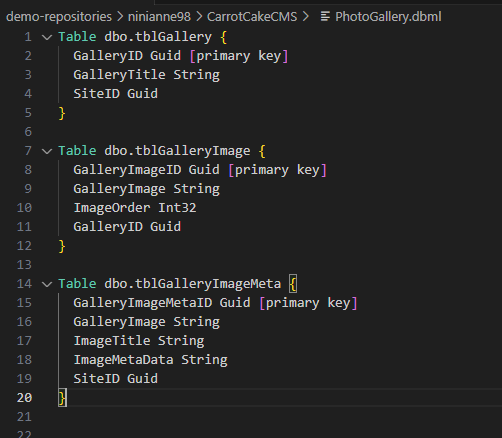 demo-repositories > ninianne98 > CarrotCakeCMS > PhotoGallery.dbml
1 Table dbo.tblGallery {
2 GalleryID Guid [primary key]
3 GalleryTitle String
4 SiteID Guid
5 }
6
7 Table dbo.tblGalleryImage {
8 GalleryImageID Guid [primary key]
9 GalleryImage String
10 ImageOrder Int32
11 GalleryID Guid
12 }
13
14 Table dbo.tblGalleryImageMeta {
15 GalleryImageMetaID Guid [primary key]
16 GalleryImage String
17 ImageTitle String
18 ImageMetaData String
19 SiteID Guid
20 }
21
22